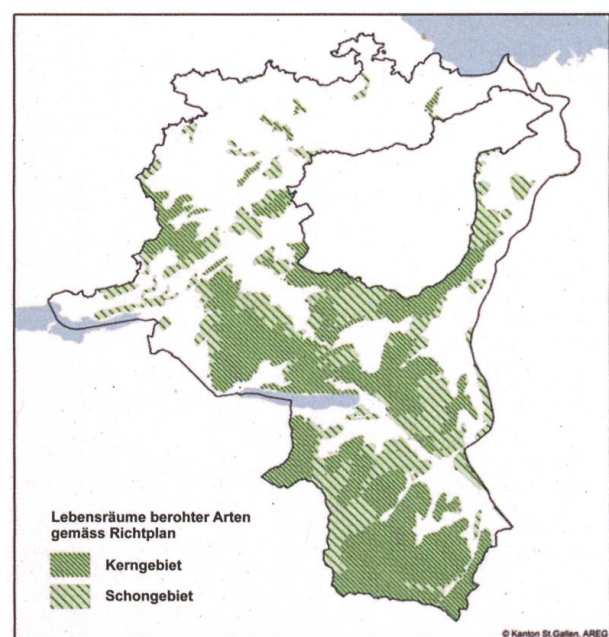 Lebensräume berohter Arten
gemäss Richtplan
Kerngebiet
Schongebiet
© Kanton St.Gallen, AREG